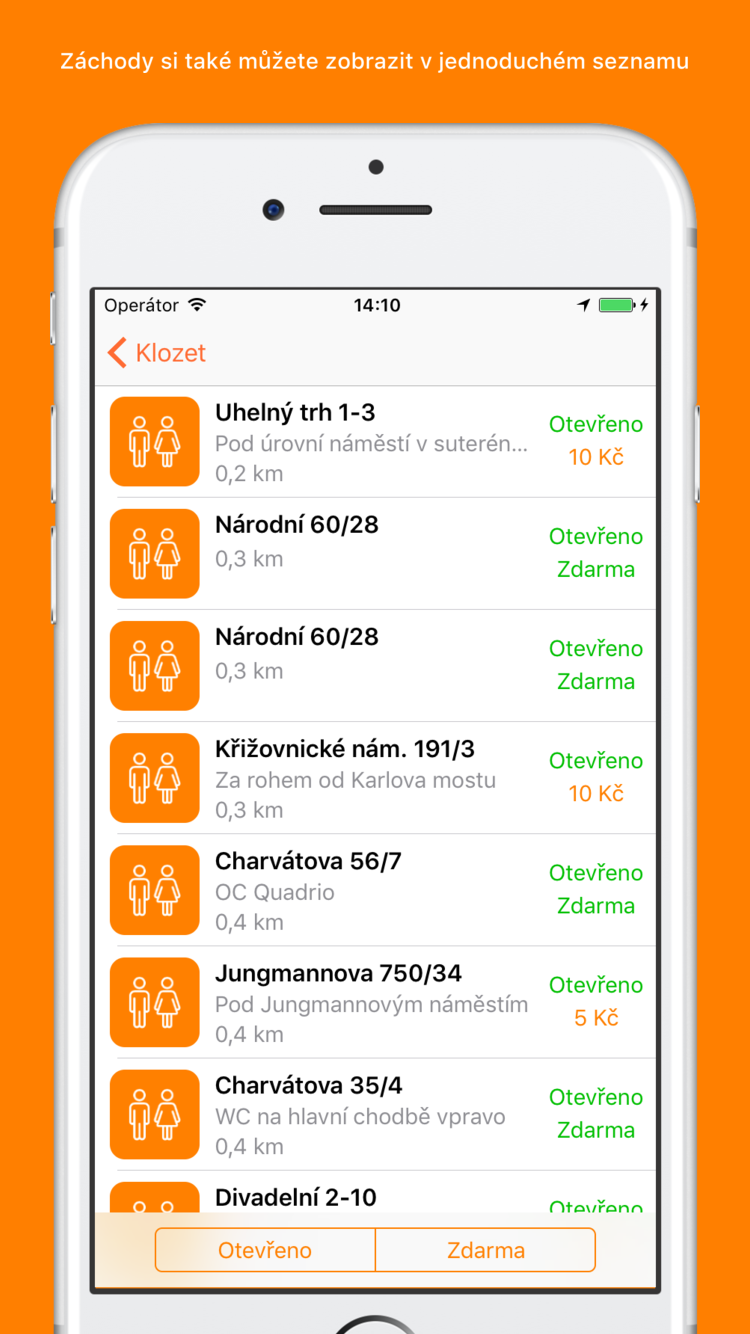 Záchody si také můžete zobrazit v jednoduchém seznamu
Operátor
14:10
Klozet
Uhelný trh 1-3
Pod úrovní náměstí v suterén...
0,2 km
Otevřeno
10 Kč
Národní 60/28
0,3 km
Otevřeno
Zdarma
Národní 60/28
0,3 km
Otevřeno
Zdarma
Křižovnické nám. 191/3
Za rohem od Karlova mostu
0,3 km
Otevřeno
10 Kč
Charvátova 56/7
OC Quadrio
0,4 km
Otevřeno
Zdarma
Jungmannova 750/34
Pod Jungmannovým náměstím
0,4 km
Otevřeno
5 Kč
Charvátova 35/4
WC na hlavní chodbě vpravo
0,4 km
Otevřeno
Zdarma
Divadelní 2-10
Otevřeno
Otevřeno
Zdarma